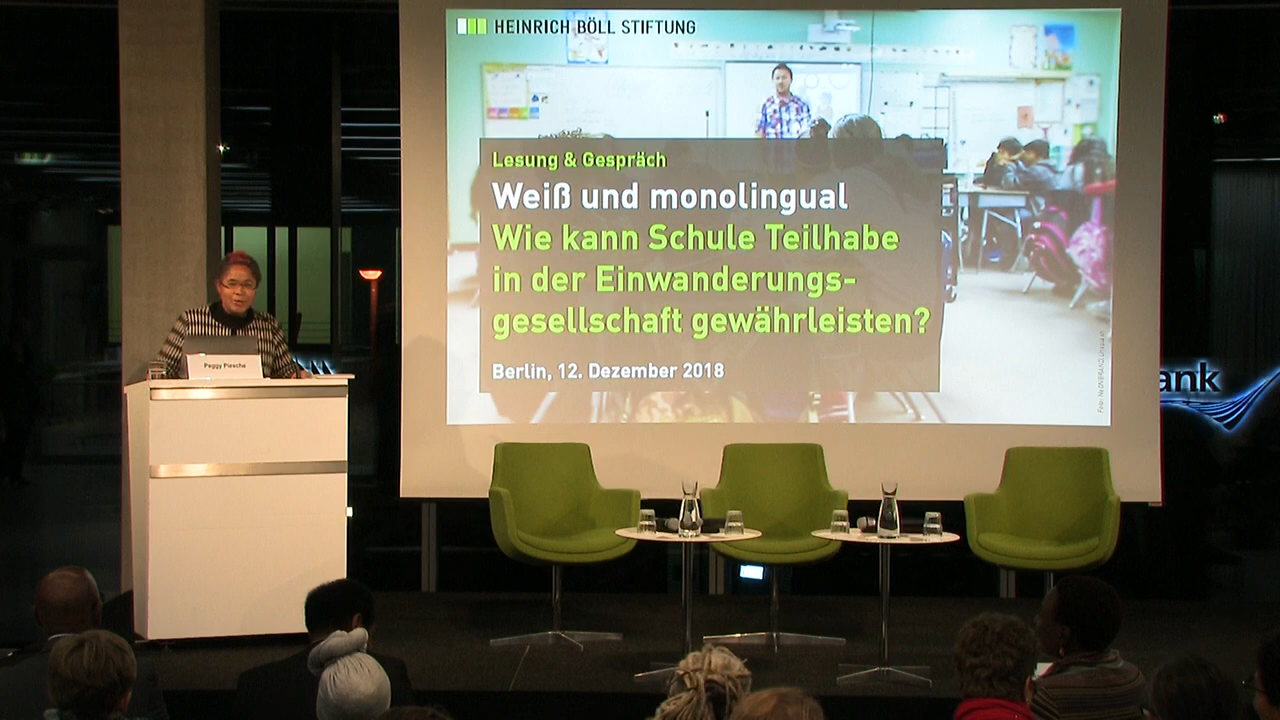 HEINRICH BÖLL STIFTUNG
Lesung & Gespräch
Weiß und monolingual
Wie kann Schule Teilhabe
in der Einwanderungs-
gesellschaft gewährleisten?
Berlin, 12. Dezember 2018
Peggy Piesche
ank